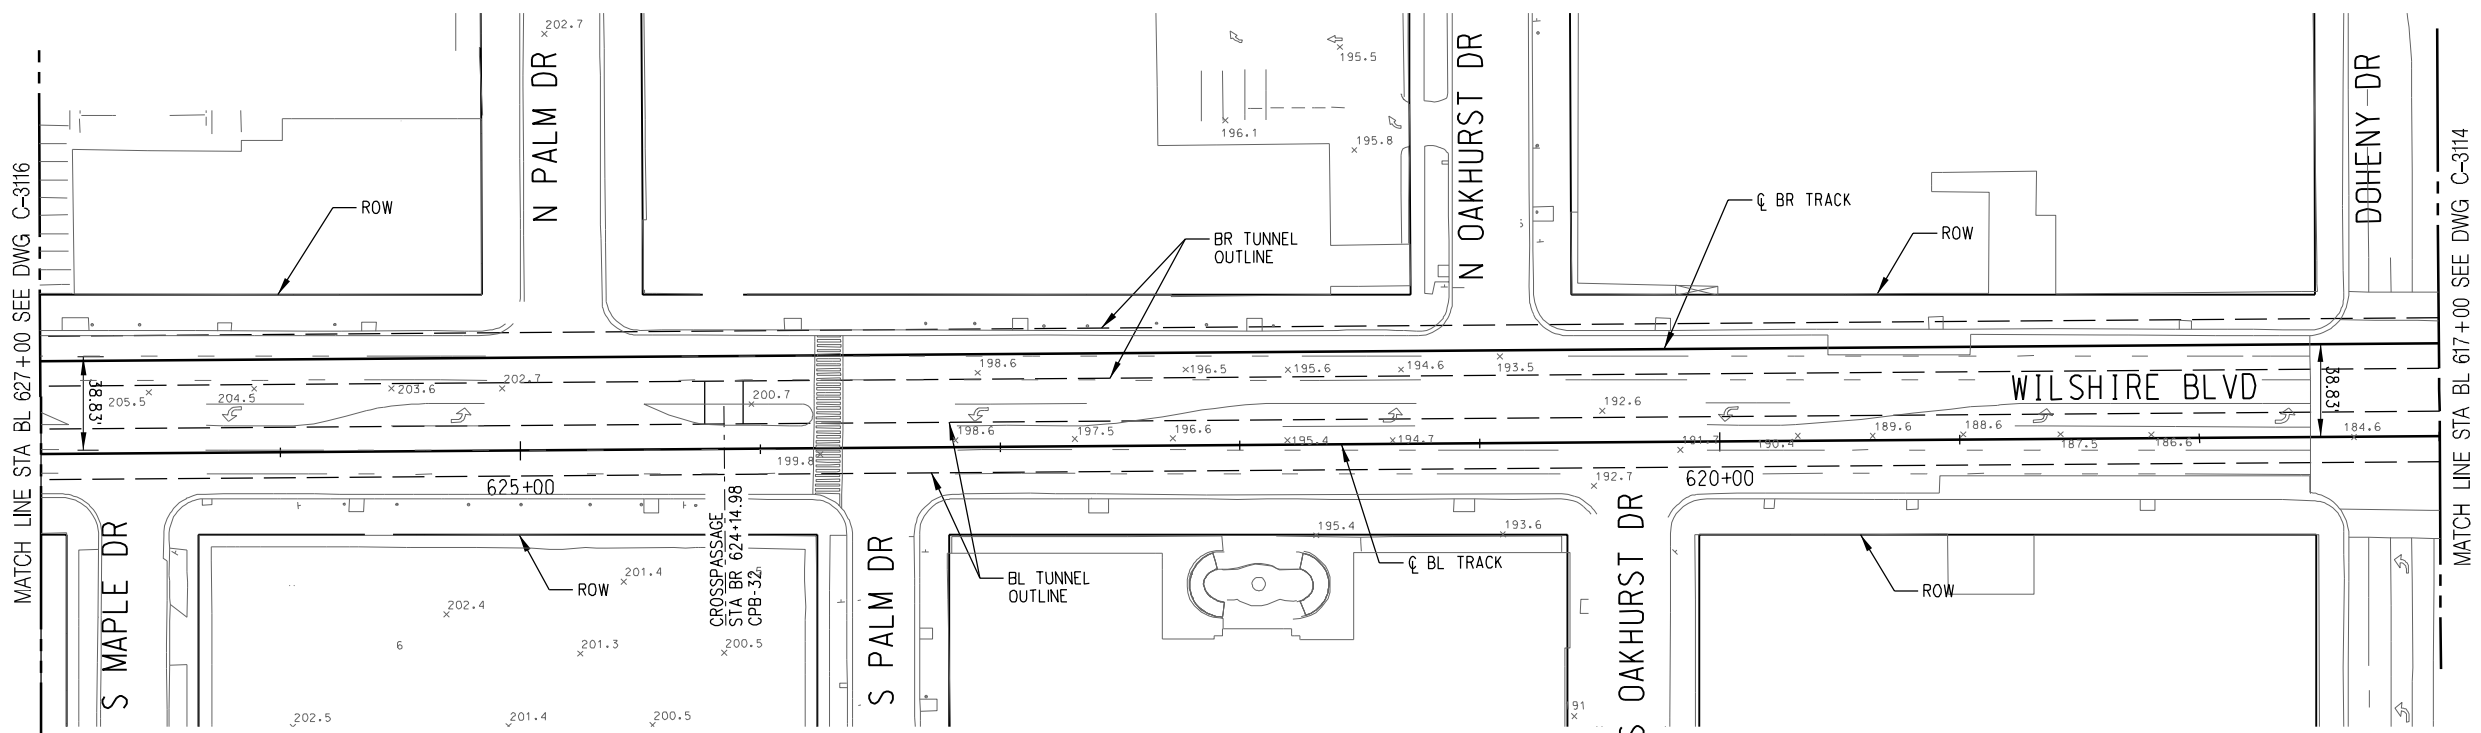 202.7
195.5
196.1
195.8
N PALM DR
N OAKHURST DR
DOHENY DR
MATCH LINE STA BL 627+00 SEE DWG C-3116
MATCH LINE STA BL 617+00 SEE DWG C-3114
ROW
BR TUNNEL
OUTLINE
℄ BR TRACK
ROW
38.83'
205.5
204.5
203.6
202.7
200.7
198.6
196.5
195.6
194.6
193.5
192.6
WILSHIRE BLVD
38.83'
199.8
198.6
197.5
196.6
195.4
194.7
191.7
190.4
189.6
188.6
187.5
186.6
184.6
625+00
192.7
620+00
S MAPLE DR
CROSSPASSAGE
STA BR 624+14.98
CPB-32
S PALM DR
195.4
193.6
S OAKHURST DR
ROW
201.4
BL TUNNEL
OUTLINE
℄ BL TRACK
ROW
202.4
6
201.3
200.5
202.5
201.4
200.5
191